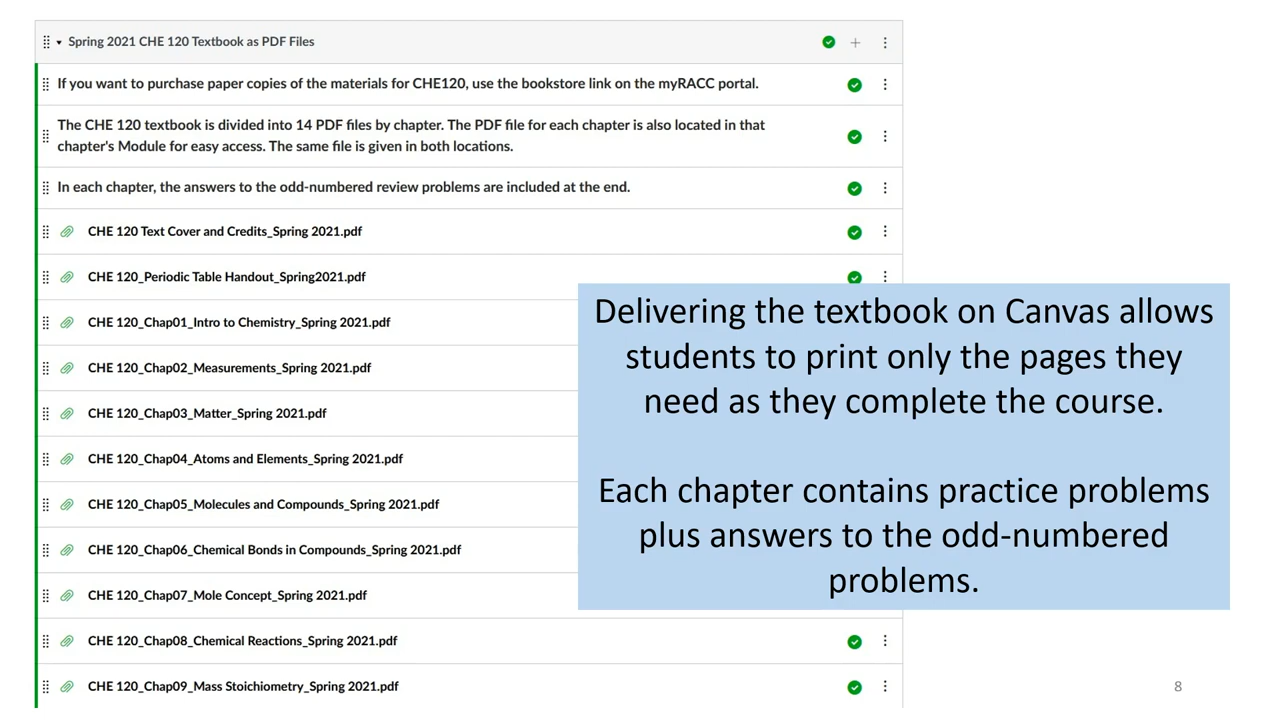 Spring 2021 CHE 120 Textbook as PDF Files
If you want to purchase paper copies of the materials for CHE120, use the bookstore link on the myRACC portal.
The CHE 120 textbook is divided into 14 PDF files by chapter. The PDF file for each chapter is also located in that
chapter's Module for easy access. The same file is given in both locations.
In each chapter, the answers to the odd-numbered review problems are included at the end.
CHE 120 Text Cover and Credits_Spring 2021.pdf
CHE 120_Periodic Table Handout_Spring2021.pdf
CHE 120_Chap01_Intro to Chemistry_Spring 2021.pdf
CHE 120_Chap02_Measurements_Spring 2021.pdf
CHE 120_Chap03_Matter_Spring 2021.pdf
CHE 120_Chap04_Atoms and Elements_Spring 2021.pdf
CHE 120_Chap05_Molecules and Compounds_Spring 2021.pdf
CHE 120_Chap06_Chemical Bonds in Compounds_Spring 2021.pdf
CHE 120_Chap07_Mole Concept_Spring 2021.pdf
CHE 120_Chap08_Chemical Reactions_Spring 2021.pdf
CHE 120_Chap09_Mass Stoichiometry_Spring 2021.pdf
Delivering the textbook on Canvas allows
students to print only the pages they
need as they complete the course.
Each chapter contains practice problems
plus answers to the odd-numbered
problems.
8